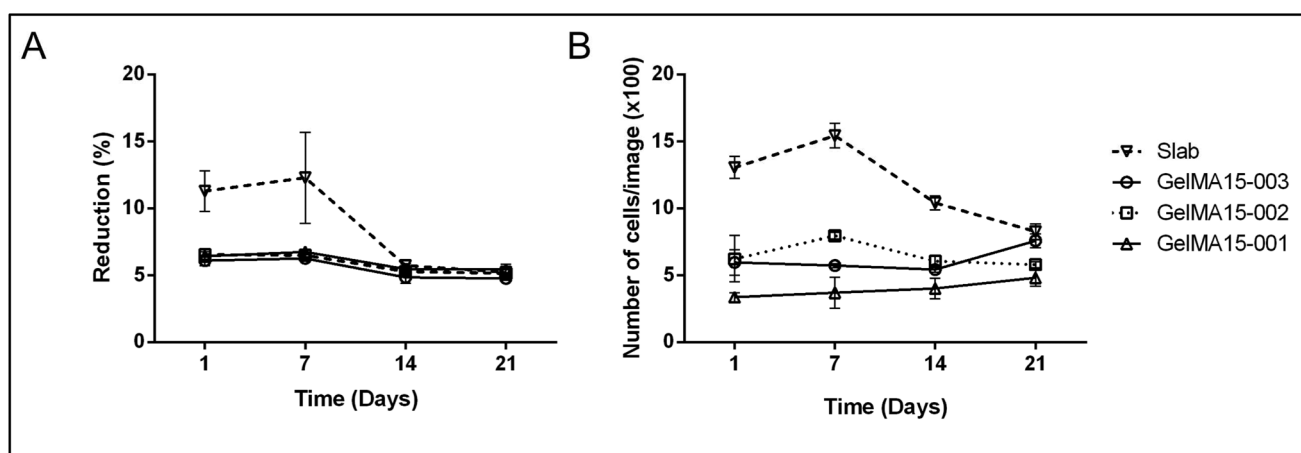 A
Reduction (%)
20
15
10
5
0
1 7 14 21
Time (Days)
B
Number of cells/image (x100)
20
15
10
5
0
1 7 14 21
Time (Days)
Slab
GelMA15-003
GelMA15-002
GelMA15-001